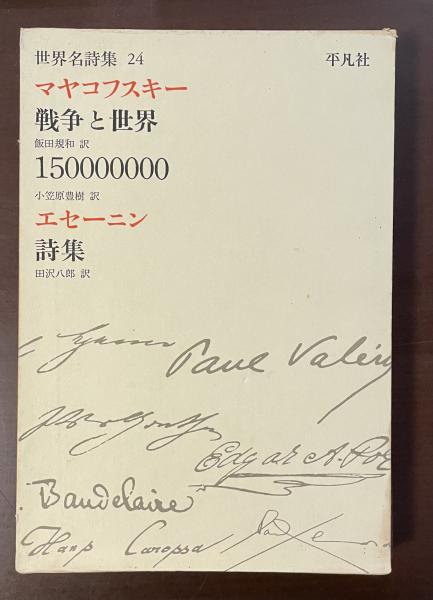 世界名詩集 24 平凡社
マヤコフスキー
戦争と世界
飯田規和 訳
150000000
小笠原豊樹 訳
エセーニン
詩集
田沢八郎 訳
Paul Valéry
Edgar A. Poe
Baudelaire
Hans Carossa